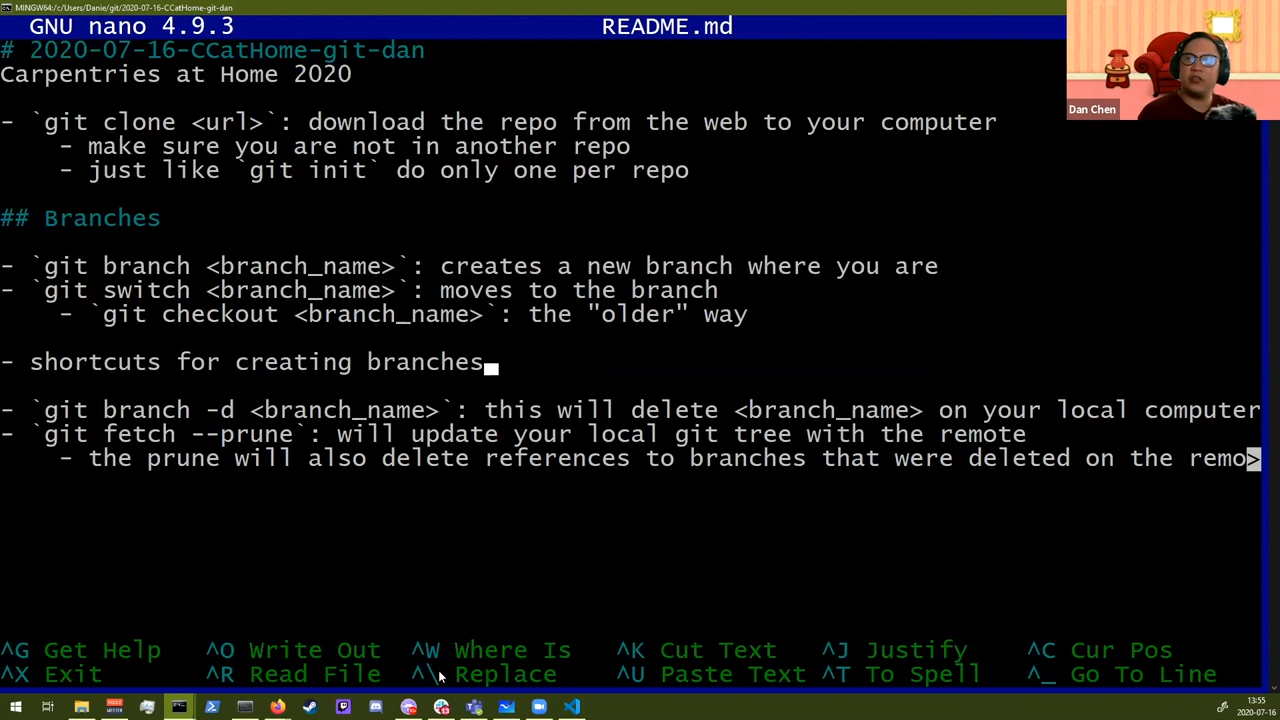 MINGW64:/c/Users/Danie/git/2020-07-16-CCatHome-git-dan
GNU nano 4.9.3 README.md
# 2020-07-16-CCatHome-git-dan
Carpentries at Home 2020
Dan Chen
- `git clone <url>`: download the repo from the web to your computer
- make sure you are not in another repo
- just like `git init` do only one per repo
## Branches
- `git branch <branch_name>`: creates a new branch where you are
- `git switch <branch_name>`: moves to the branch
- `git checkout <branch_name>`: the "older" way
- shortcuts for creating branches
- `git branch -d <branch_name>`: this will delete <branch_name> on your local computer
- `git fetch --prune`: will update your local git tree with the remote
- the prune will also delete references to branches that were deleted on the remo>
^G Get Help ^O Write Out ^W Where Is ^K Cut Text ^J Justify ^C Cur Pos
^X Exit ^R Read File ^\ Replace ^U Paste Text ^T To Spell ^_ Go To Line
13:55
2020-07-16